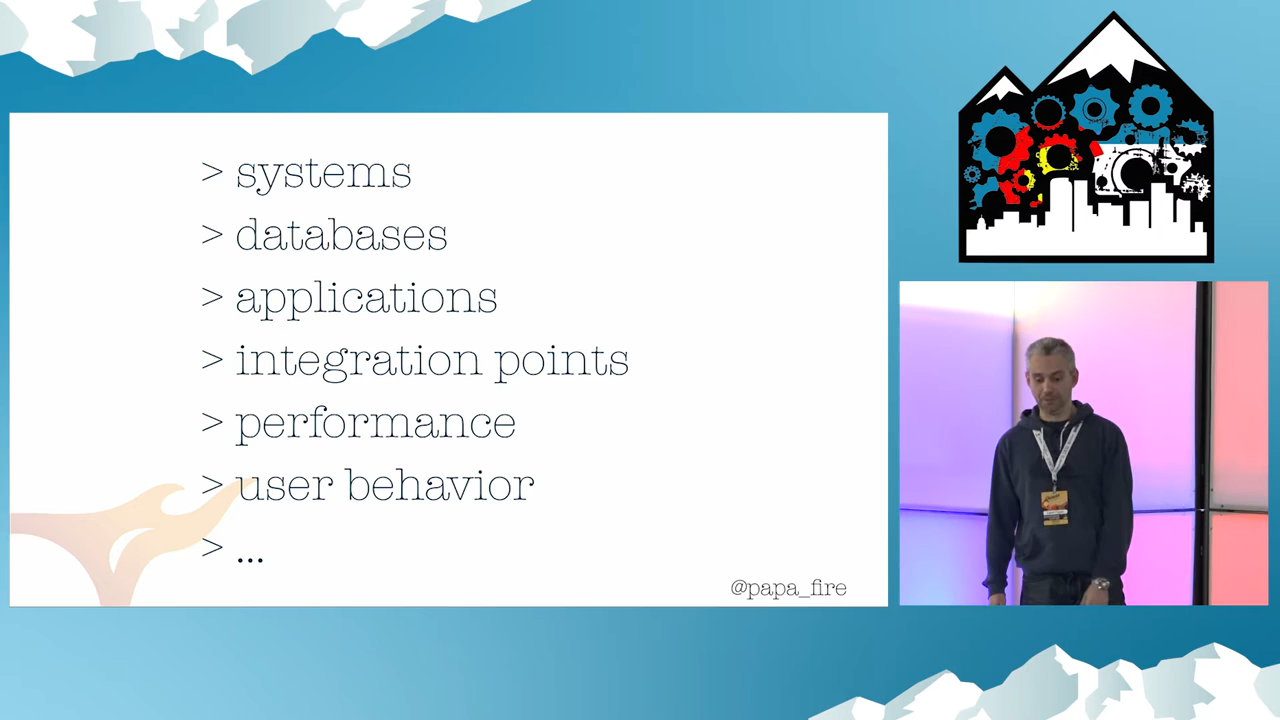 > systems
> databases
> applications
> integration points
> performance
> user behavior
> ...
@papa_fire